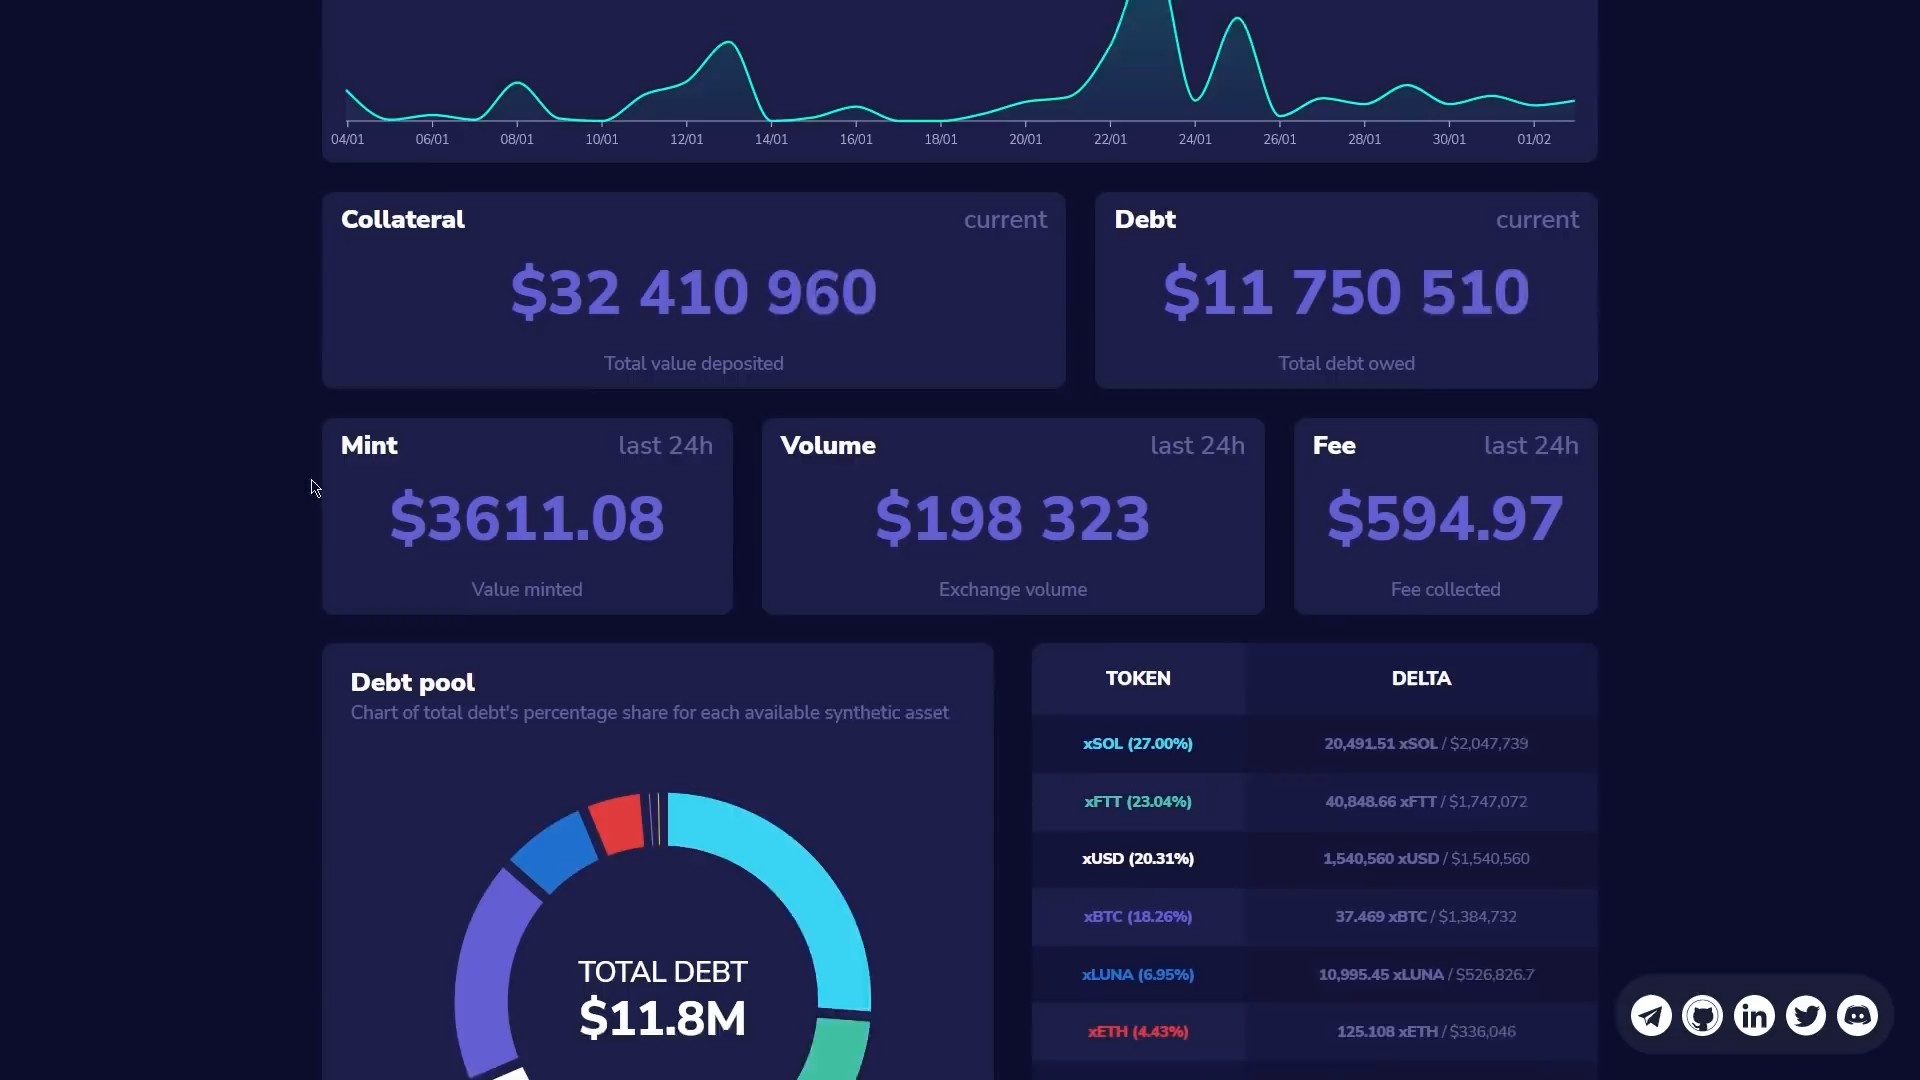 04/01 06/01 08/01 10/01 12/01 14/01 16/01 18/01 20/01 22/01 24/01 26/01 28/01 30/01 01/02
Collateral current
$32 410 960
Total value deposited
Debt current
$11 750 510
Total debt owed
Mint last 24h
$3611.08
Value minted
Volume last 24h
$198 323
Exchange volume
Fee last 24h
$594.97
Fee collected
Debt pool
Chart of total debt's percentage share for each available synthetic asset
TOTAL DEBT
$11.8M
TOKEN DELTA
xSOL (27.00%) 20,491.51 xSOL / $2,047,739
xFTT (23.04%) 40,848.66 xFTT / $1,747,072
xUSD (20.31%) 1,540,560 xUSD / $1,540,560
xBTC (18.26%) 37.469 xBTC / $1,384,732
xLUNA (6.95%) 10,995.45 xLUNA / $526,826.7
xETH (4.43%) 125.108 xETH / $336,046
in